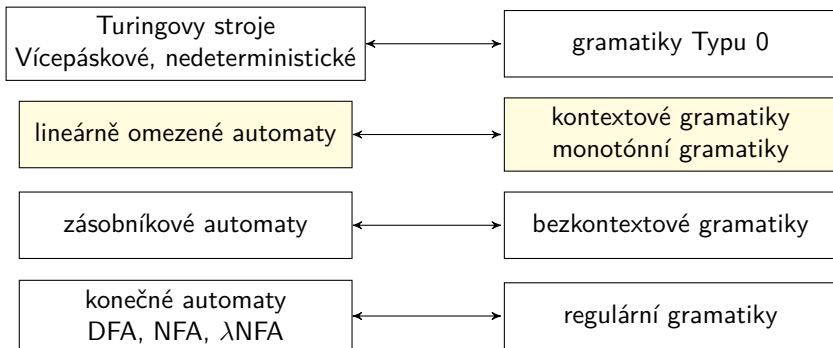 Turingovy stroje
Vícepáskové, nedeterministické
gramatiky Typu 0
lineárně omezené automaty
kontextové gramatiky
monotónní gramatiky
zásobníkové automaty
bezkontextové gramatiky
konečné automaty
DFA, NFA, λNFA
regulární gramatiky